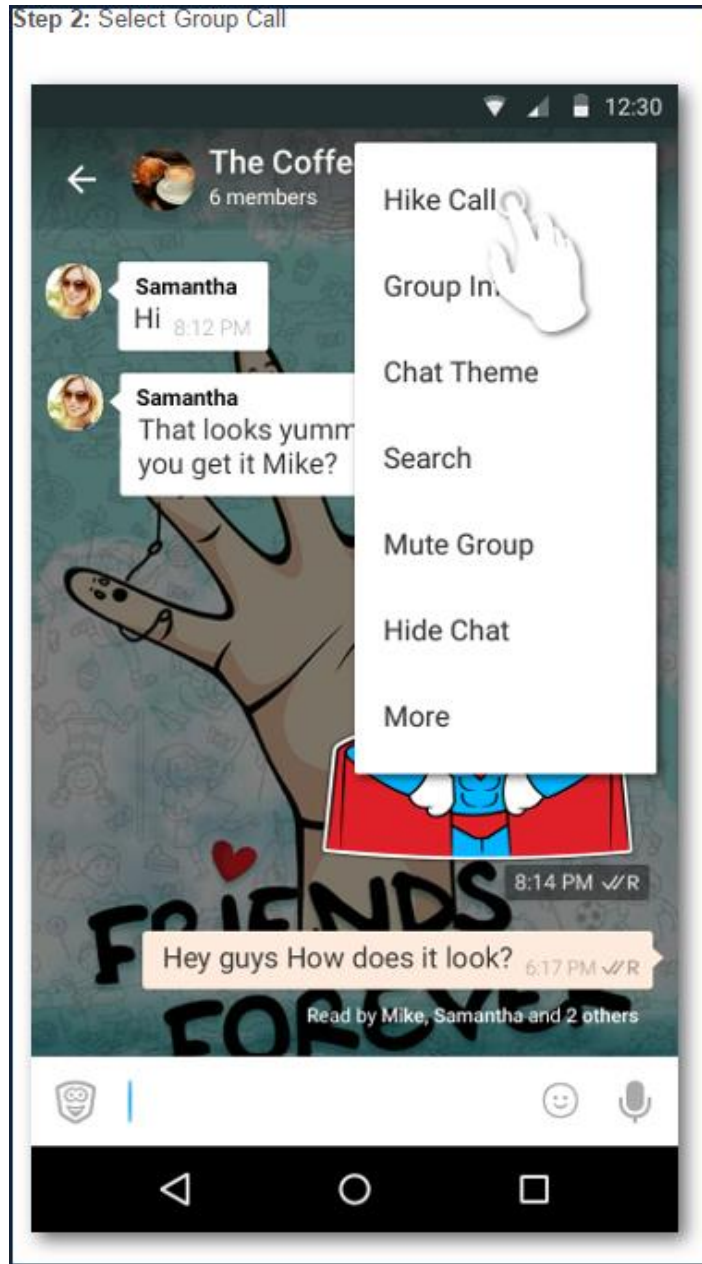 Step 2: Select Group Call
12:30
The Coffe
6 members
Hike Call
Group In
Samantha
Hi 8:12 PM
Chat Theme
Samantha
That looks yumm
you get it Mike?
Search
Mute Group
Hide Chat
More
8:14 PM R
FRIENDS
Hey guys How does it look? 6:17 PM R
FOREVER
Read by Mike, Samantha and 2 others